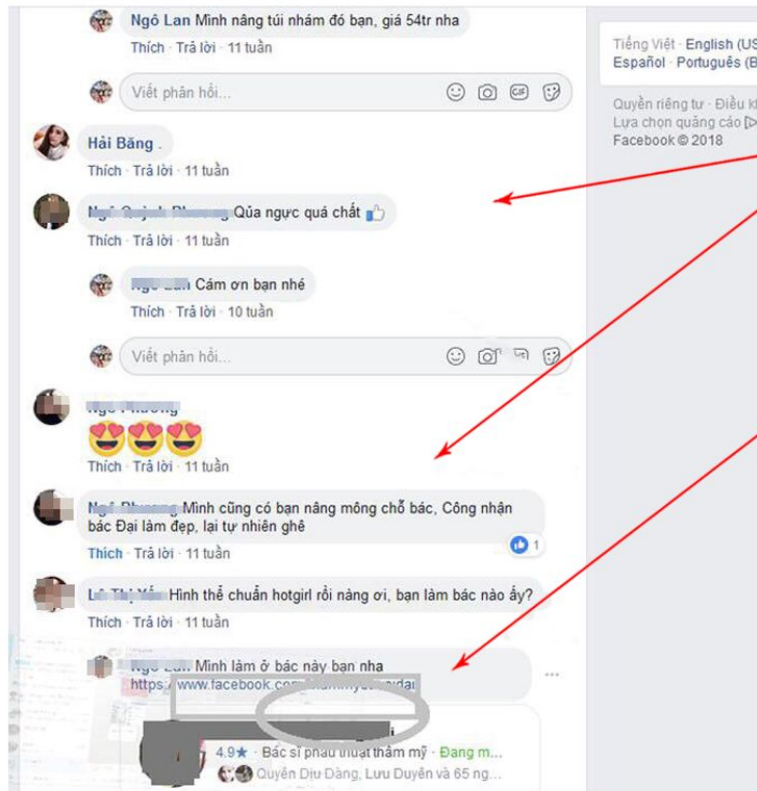 Ngô Lan Mình nâng túi nhám đó bạn, giá 54tr nha
Thích · Trả lời · 11 tuần
Viết phản hồi...
GIF
Tiếng Việt · English (US
Español · Português (B
Quyền riêng tư · Điều kh
Lựa chọn quảng cáo
Facebook © 2018
Hải Băng .
Thích · Trả lời · 11 tuần
Qủa ngực quá chất
Thích · Trả lời · 11 tuần
Cám ơn bạn nhé
Thích · Trả lời · 10 tuần
Viết phản hồi...
Thích · Trả lời · 11 tuần
Mình cũng có bạn nâng mông chỗ bác, Công nhận
bác Đại làm đẹp, lại tự nhiên ghê
1
Thích · Trả lời · 11 tuần
Hình thể chuẩn hotgirl rồi nàng ơi, bạn làm bác nào ấy?
Thích · Trả lời · 11 tuần
Mình làm ở bác này bạn nha
https://www.facebook.com
4.9★ · Bác sĩ phẫu thuật thẩm mỹ · Đang m...
Quyên Dịu Dàng, Lưu Duyên và 65 ng...